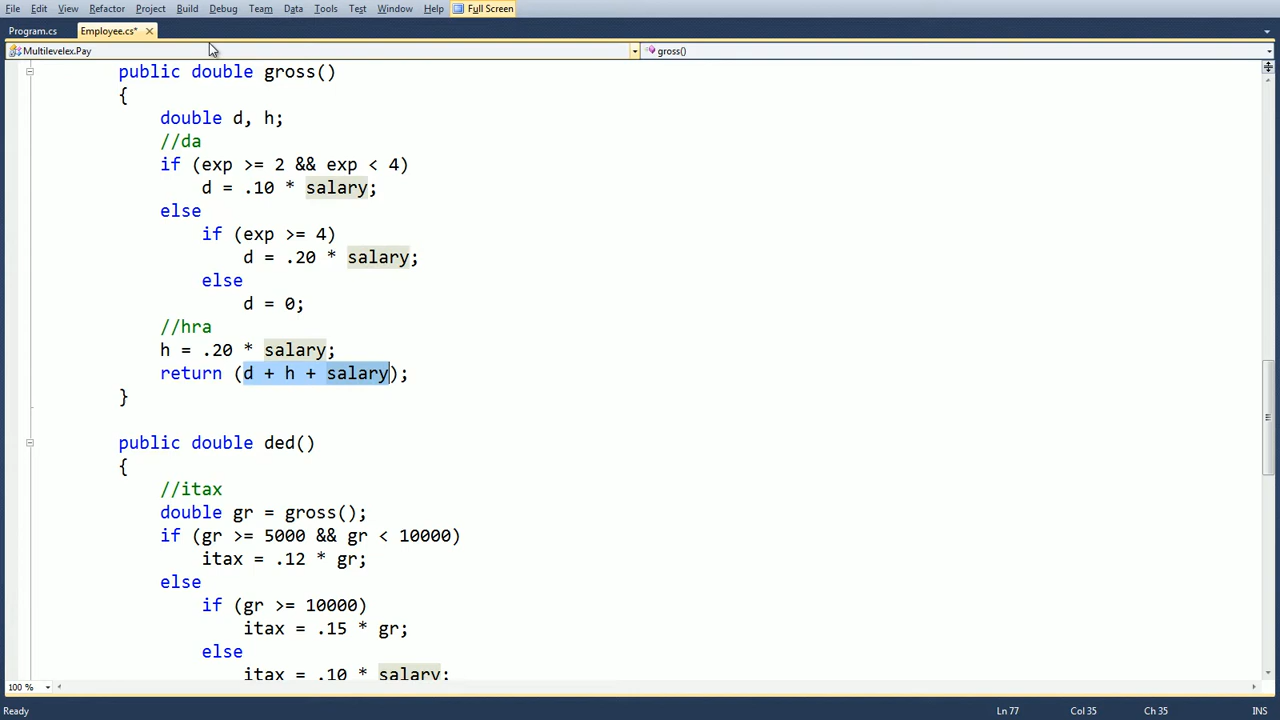 File Edit View Refactor Project Build Debug Team Data Tools Test Window Help Full Screen
Program.cs Employee.cs*
Multilevelex.Pay gross()
public double gross()
{
double d, h;
//da
if (exp >= 2 && exp < 4)
d = .10 * salary;
else
if (exp >= 4)
d = .20 * salary;
else
d = 0;
//hra
h = .20 * salary;
return (d + h + salary);
}
public double ded()
{
//itax
double gr = gross();
if (gr >= 5000 && gr < 10000)
itax = .12 * gr;
else
if (gr >= 10000)
itax = .15 * gr;
else
itax = .10 * salary;
100 %
Ready Ln 77 Col 35 Ch 35 INS